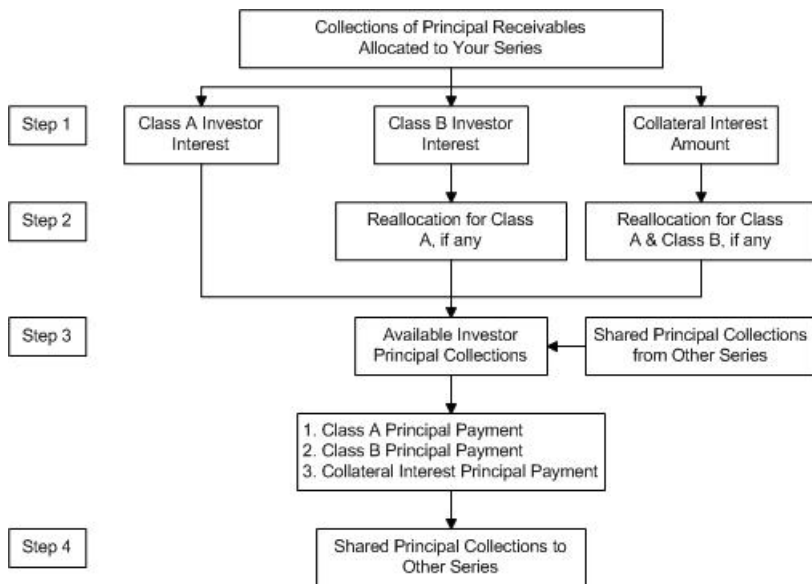 Collections of Principal Receivables
Allocated to Your Series
Step 1
Class A Investor
Interest
Class B Investor
Interest
Collateral Interest
Amount
Step 2
Reallocation for Class
A, if any
Reallocation for Class
A & Class B, if any
Step 3
Available Investor
Principal Collections
Shared Principal Collections
from Other Series
1. Class A Principal Payment
2. Class B Principal Payment
3. Collateral Interest Principal Payment
Step 4
Shared Principal Collections to
Other Series